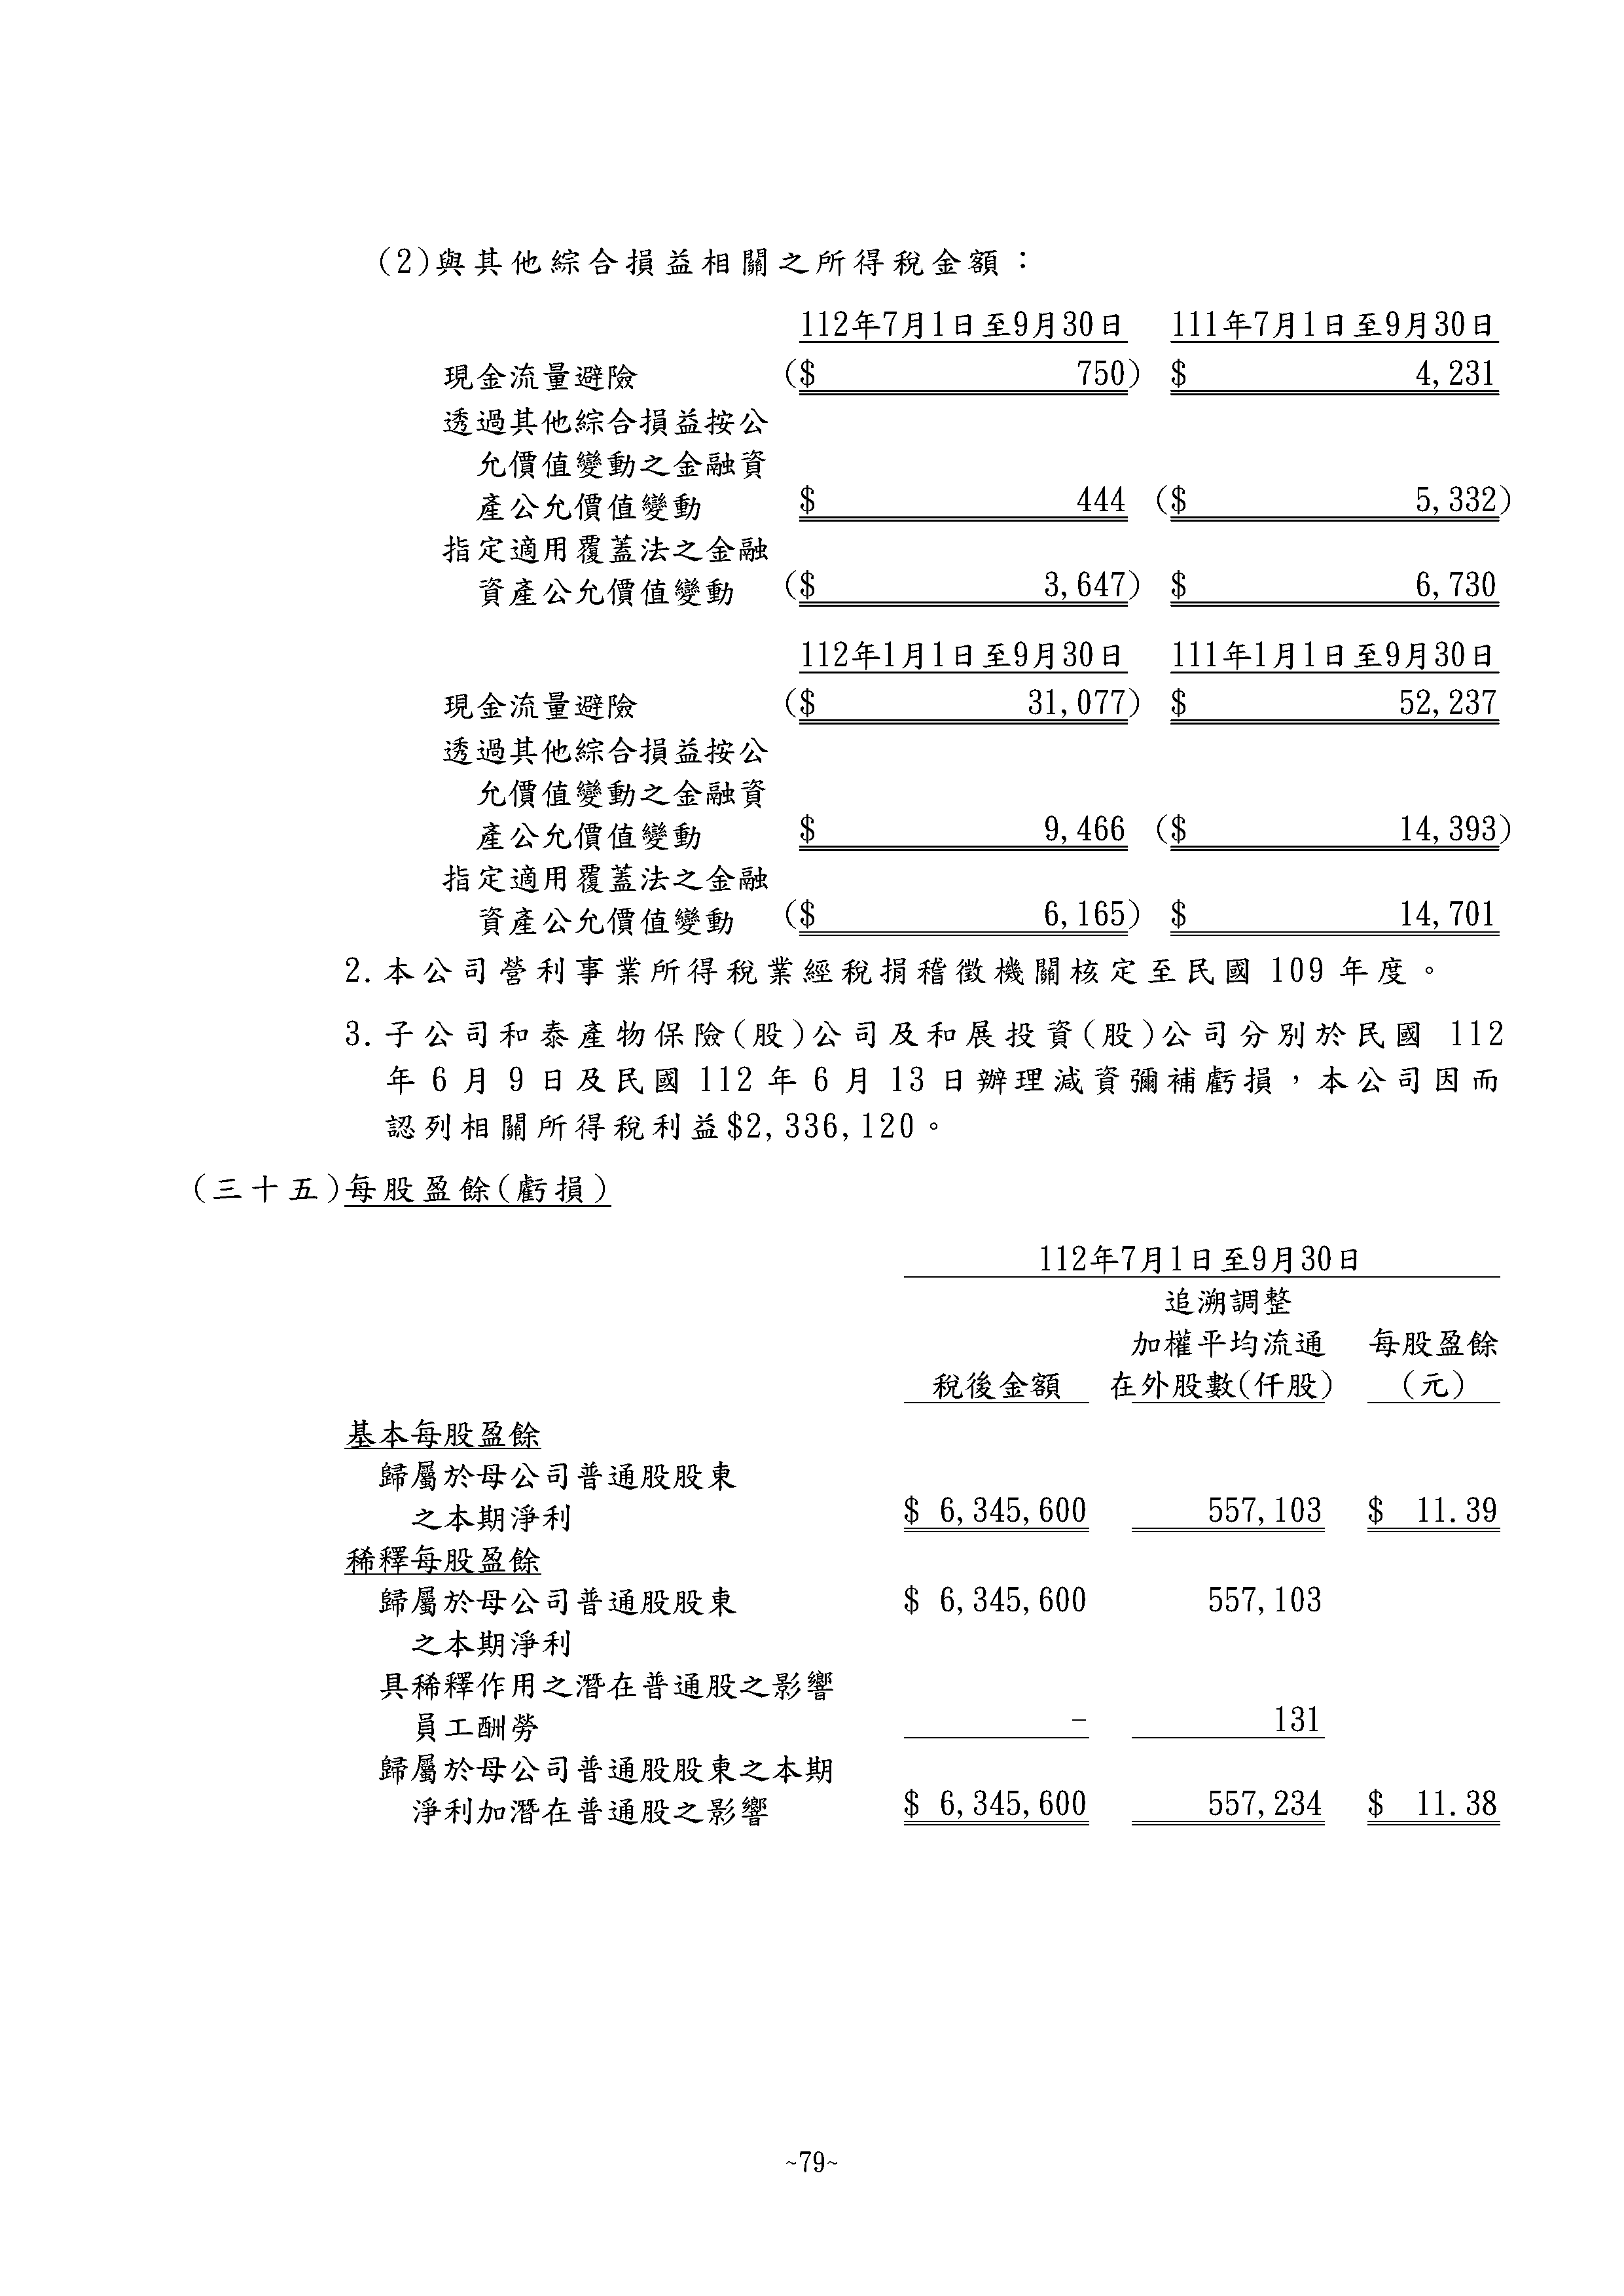 (2)與其他綜合損益相關之所得稅金額：
112年7月1日至9月30日 111年7月1日至9月30日
現金流量避險 ($ 750) $ 4,231
透過其他綜合損益按公
允價值變動之金融資
產公允價值變動 $ 444 ($ 5,332)
指定適用覆蓋法之金融
資產公允價值變動 ($ 3,647) $ 6,730
112年1月1日至9月30日 111年1月1日至9月30日
現金流量避險 ($ 31,077) $ 52,237
透過其他綜合損益按公
允價值變動之金融資
產公允價值變動 $ 9,466 ($ 14,393)
指定適用覆蓋法之金融
資產公允價值變動 ($ 6,165) $ 14,701
2.本公司營利事業所得稅業經稅捐稽徵機關核定至民國 109 年度。
3.子公司和泰產物保險(股)公司及和展投資(股)公司分別於民國 112
年 6 月 9 日及民國 112 年 6 月 13 日辦理減資彌補虧損，本公司因而
認列相關所得稅利益$2,336,120。
(三十五)每股盈餘(虧損)
112年7月1日至9月30日
追溯調整
加權平均流通 每股盈餘
稅後金額 在外股數(仟股) (元)
基本每股盈餘
歸屬於母公司普通股股東
之本期淨利 $ 6,345,600 557,103 $ 11.39
稀釋每股盈餘
歸屬於母公司普通股股東 $ 6,345,600 557,103
之本期淨利
具稀釋作用之潛在普通股之影響
員工酬勞 - 131
歸屬於母公司普通股股東之本期
淨利加潛在普通股之影響 $ 6,345,600 557,234 $ 11.38
~79~